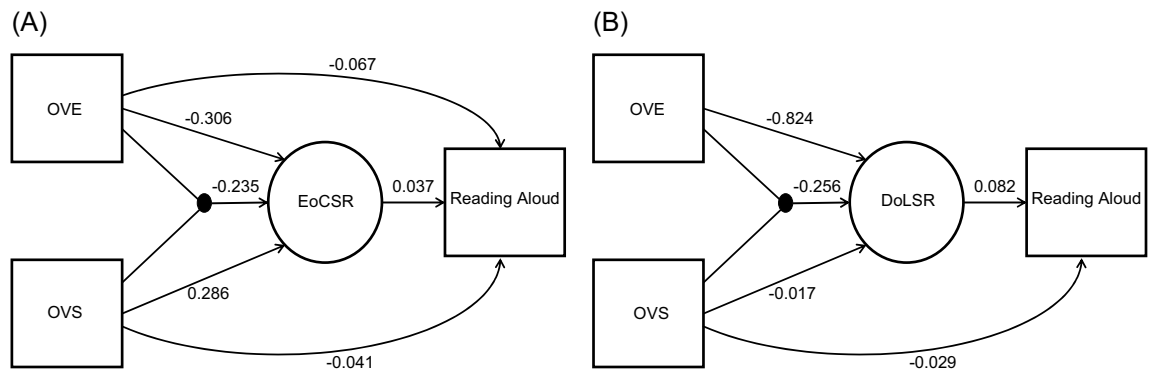 (A)
OVE
-0.067
-0.306
-0.235
EoCSR
0.037
Reading Aloud
OVS
0.286
-0.041
(B)
OVE
-0.824
-0.256
DoLSR
0.082
Reading Aloud
OVS
-0.017
-0.029